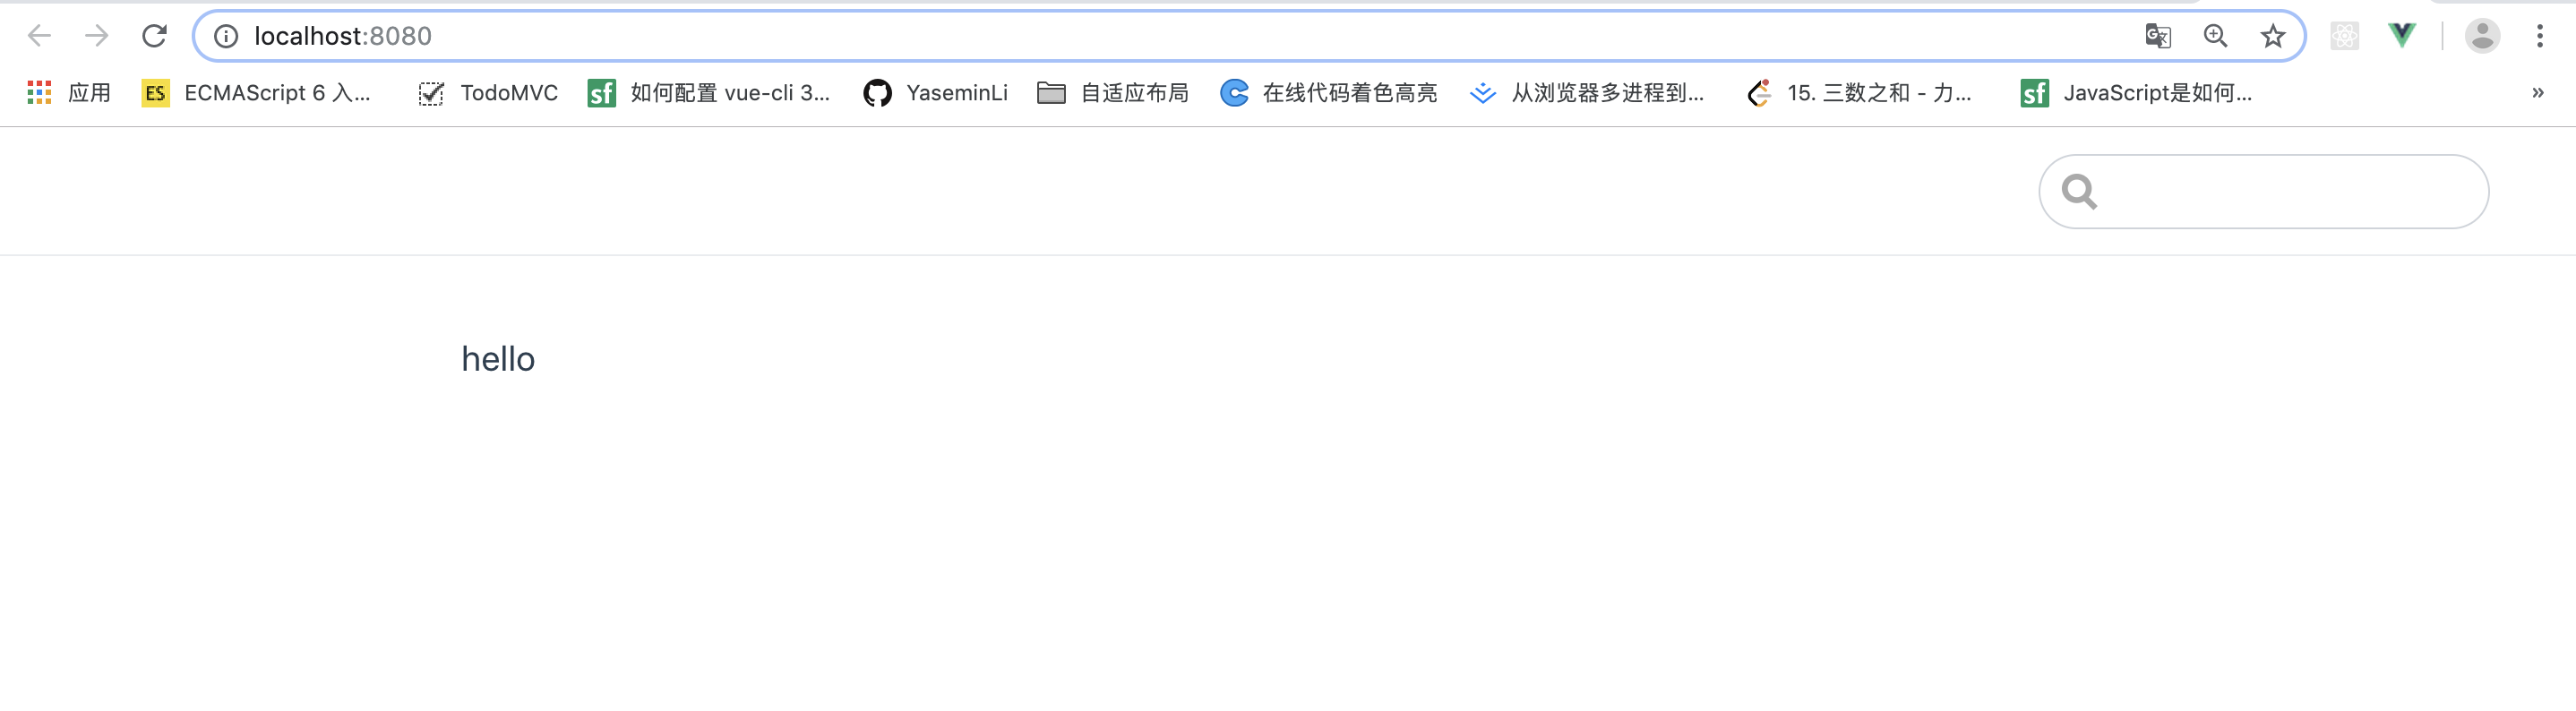 localhost:8080
应用 ES ECMAScript 6 入... TodoMVC sf 如何配置 vue-cli 3... YaseminLi 自适应布局 在线代码着色高亮 从浏览器多进程到... 15. 三数之和 - 力... sf JavaScript是如何... »
hello